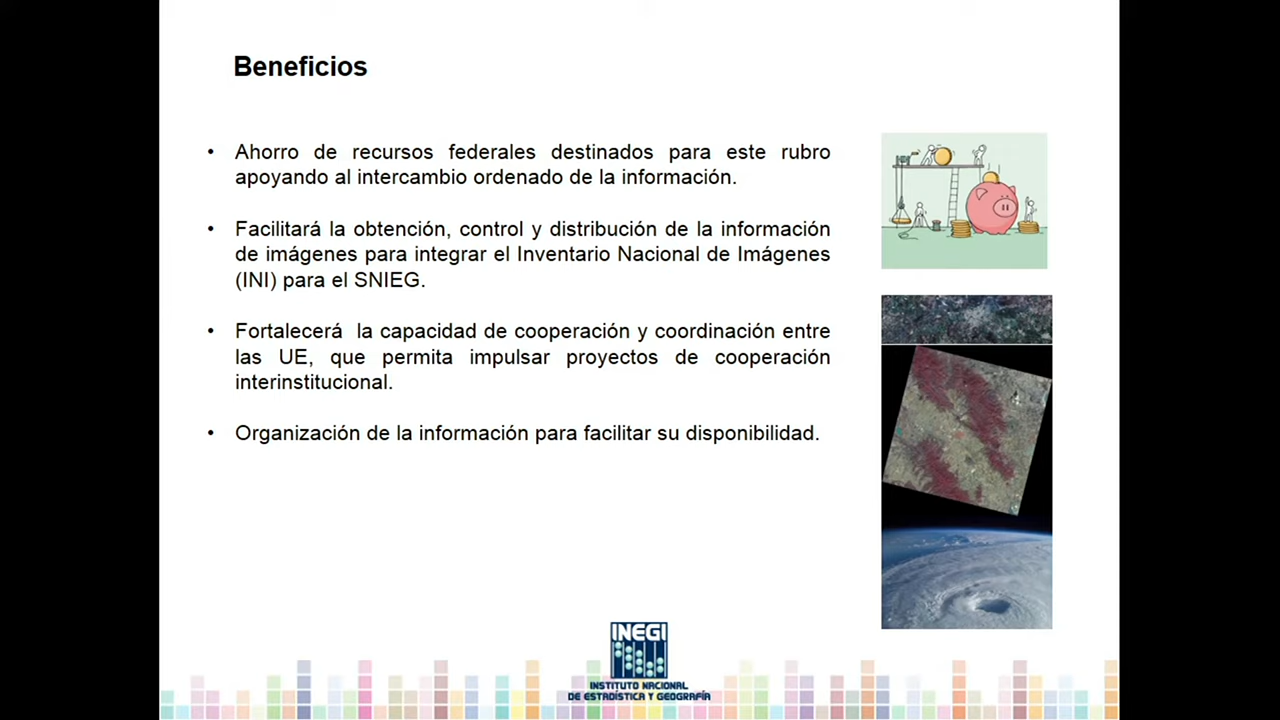 Beneficios
• Ahorro de recursos federales destinados para este rubro
apoyando al intercambio ordenado de la información.
• Facilitará la obtención, control y distribución de la información
de imágenes para integrar el Inventario Nacional de Imágenes
(INI) para el SNIEG.
• Fortalecerá la capacidad de cooperación y coordinación entre
las UE, que permita impulsar proyectos de cooperación
interinstitucional.
• Organización de la información para facilitar su disponibilidad.
INEGI
INSTITUTO NACIONAL
DE ESTADÍSTICA Y GEOGRAFÍA